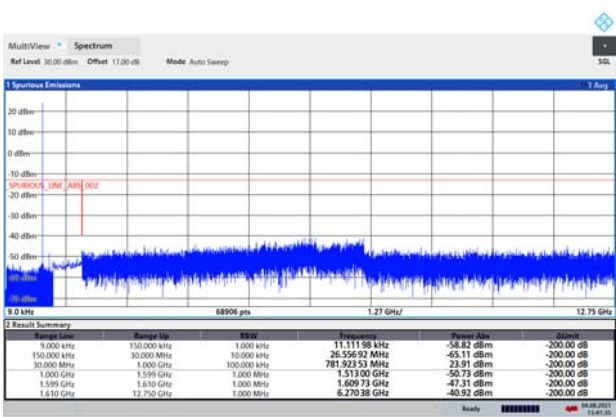 MultiView Spectrum
Ref Level 30.00 dBm Offset 17.00 dB Mode Auto Sweep SGL
1 Spurious Emissions 1 Avg
20 dBm
10 dBm
0 dBm
-10 dBm
SPURIOUS_LINE_ABS_002
-20 dBm
-30 dBm
-40 dBm
-50 dBm
-70 dBm
9.0 kHz 68906 pts 1.27 GHz/ 12.75 GHz
2 Result Summary
Range Low Range Up RBW Frequency Power Abs ΔLimit
9.000 kHz 150.000 kHz 1.000 kHz 11.11198 kHz -58.82 dBm -200.00 dB
150.000 kHz 30.000 MHz 10.000 kHz 26.55692 MHz -65.11 dBm -200.00 dB
30.000 MHz 1.000 GHz 100.000 kHz 781.92353 MHz 23.91 dBm -200.00 dB
1.000 GHz 1.599 GHz 1.000 MHz 1.51300 GHz -50.73 dBm -200.00 dB
1.599 GHz 1.610 GHz 1.000 MHz 1.60973 GHz -47.31 dBm -200.00 dB
1.610 GHz 12.750 GHz 1.000 MHz 6.27038 GHz -40.92 dBm -200.00 dB
Ready 04.08.2021
13:41:35